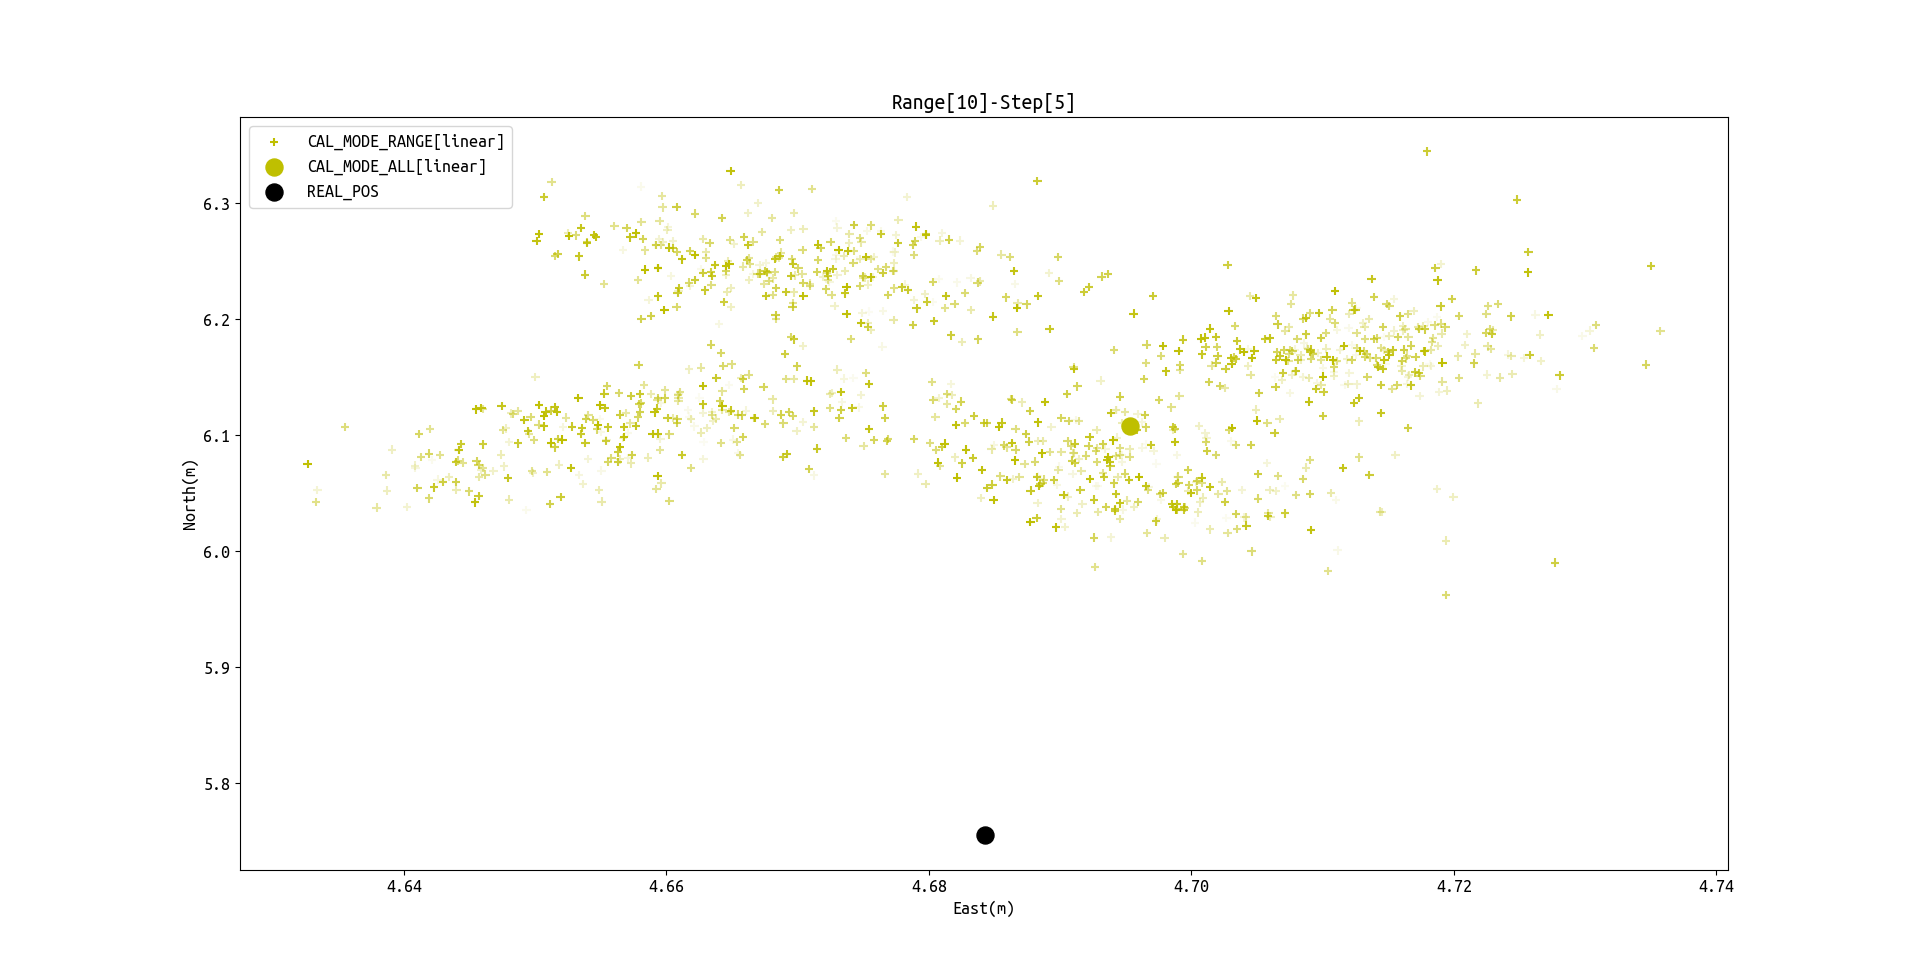 Range[10]-Step[5]
CAL_MODE_RANGE[linear]
CAL_MODE_ALL[linear]
REAL_POS
North(m)
6.3
6.2
6.1
6.0
5.9
5.8
4.64 4.66 4.68 4.70 4.72 4.74
East(m)